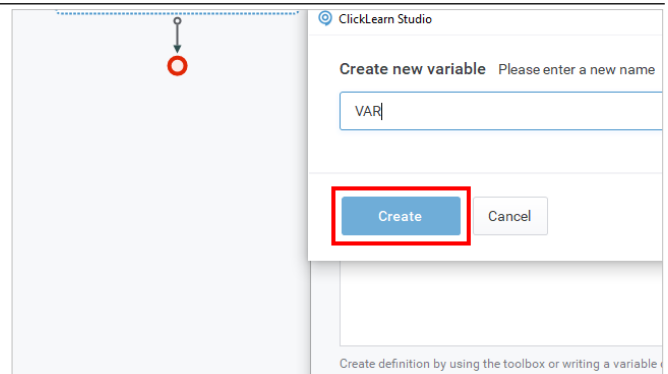 ClickLearn Studio
Create new variable Please enter a new name
VAR
Create Cancel
Create definition by using the toolbox or writing a variable